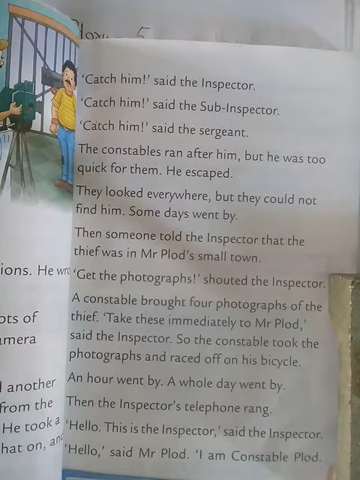 'Catch him!' said the Inspector.
'Catch him!' said the Sub-Inspector.
'Catch him!' said the sergeant.
The constables ran after him, but he was too
quick for them. He escaped.
They looked everywhere, but they could not
find him. Some days went by.
Then someone told the Inspector that the
thief was in Mr Plod's small town.
'Get the photographs!' shouted the Inspector.
A constable brought four photographs of the
thief. 'Take these immediately to Mr Plod,'
said the Inspector. So the constable took the
photographs and raced off on his bicycle.
An hour went by. A whole day went by.
Then the Inspector's telephone rang.
'Hello. This is the Inspector,' said the Inspector.
'Hello,' said Mr Plod. 'I am Constable Plod.
ions. He
ots of
amera
another
from the
He took a
hat on,